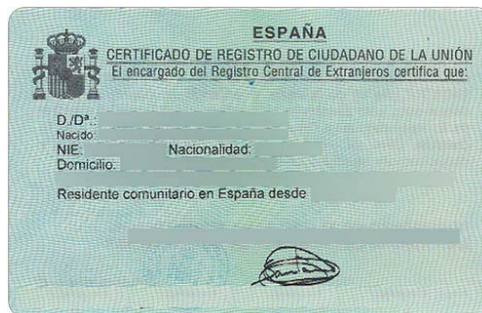 ESPAÑA
CERTIFICADO DE REGISTRO DE CIUDADANO DE LA UNIÓN
El encargado del Registro Central de Extranjeros certifica que:
D./Dª.:
Nacido:
NIE: Nacionalidad:
Domicilio:
Residente comunitario en España desde